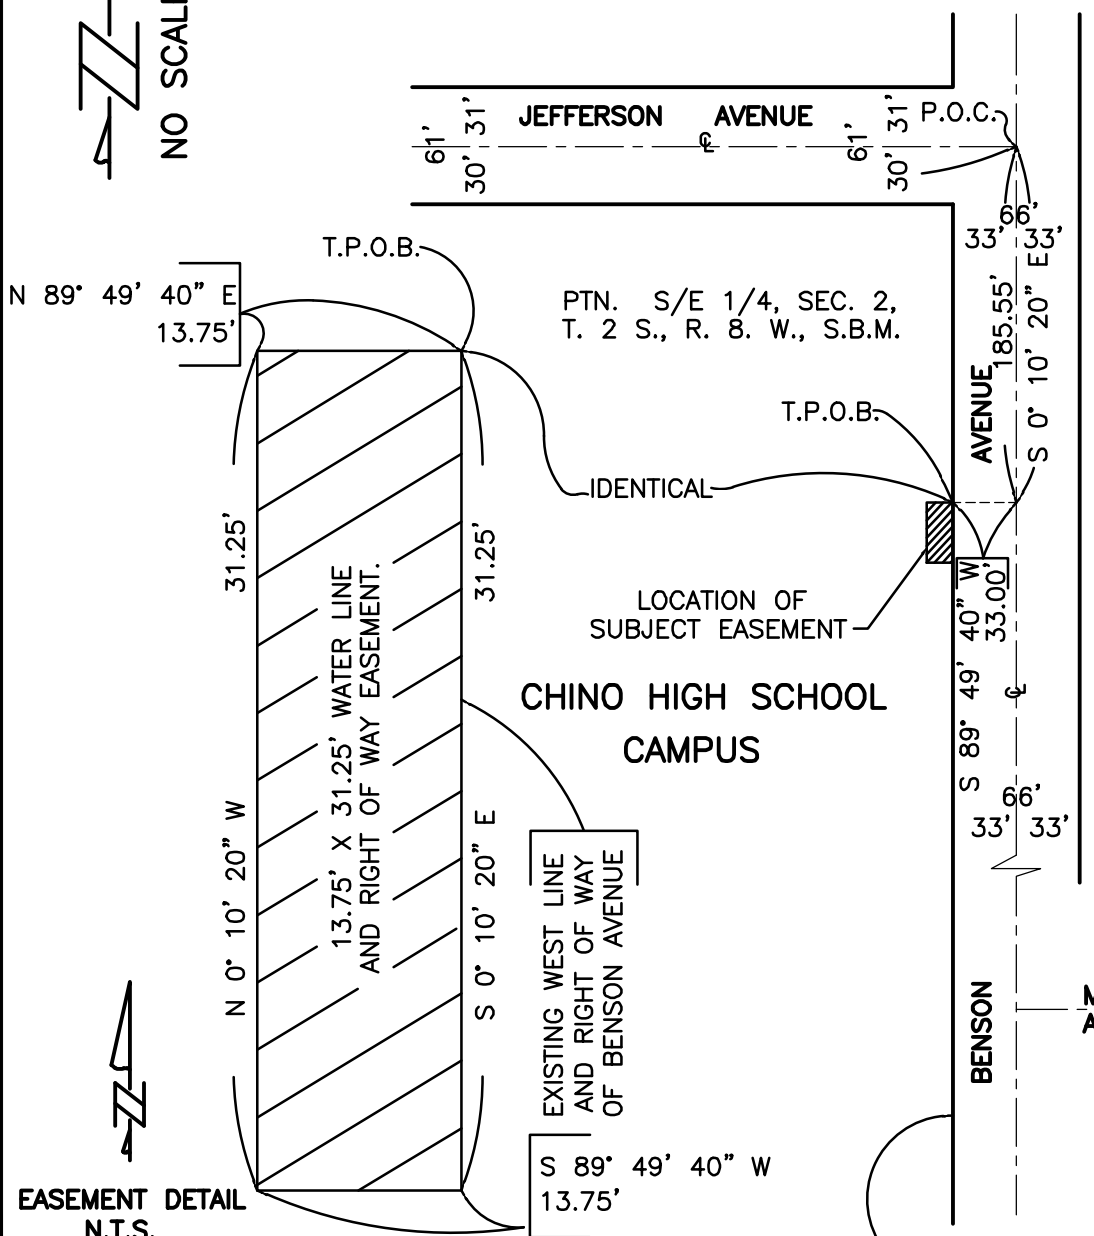 NO SCALE
JEFFERSON AVENUE
61'
30' 31'
℄
61'
30' 31'
P.O.C.
66'
33' 33'
T.P.O.B.
N 89° 49' 40" E
13.75'
PTN. S/E 1/4, SEC. 2,
T. 2 S., R. 8. W., S.B.M.
185.55'
S 0° 10' 20" E
AVENUE
T.P.O.B.
IDENTICAL
31.25'
31.25'
13.75' X 31.25' WATER LINE
AND RIGHT OF WAY EASEMENT.
LOCATION OF
SUBJECT EASEMENT
S 89° 49' 40" W
33.00'
℄
CHINO HIGH SCHOOL
CAMPUS
66'
33' 33'
N 0° 10' 20" W
S 0° 10' 20" E
EXISTING WEST LINE
AND RIGHT OF WAY
OF BENSON AVENUE
BENSON
N
N
S 89° 49' 40" W
13.75'
EASEMENT DETAIL
N.T.S.